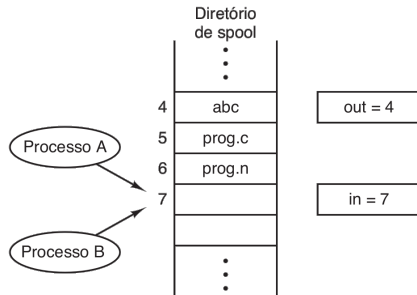 Diretório
de spool
4 abc out = 4
Processo A 5 prog.c
6 prog.n
7 in = 7
Processo B